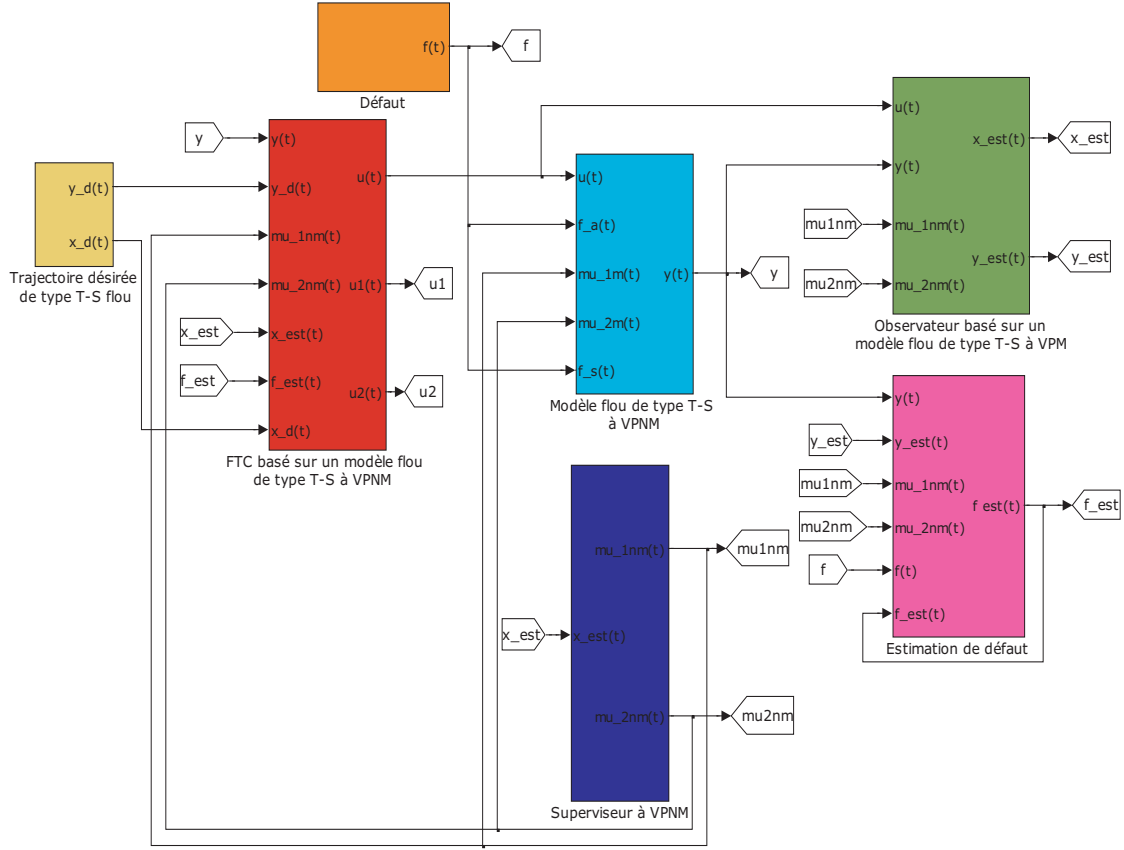 f(t)
f
Défaut
y_d(t)
x_d(t)
Trajectoire désirée
de type T-S flou
y
y(t)
y_d(t)
mu_1nm(t)
mu_2nm(t)
x_est
x_est(t)
f_est
f_est(t)
x_d(t)
u(t)
u1(t)
u1
u2(t)
u2
FTC basé sur un modèle flou
de type T-S à VPNM
u(t)
f_a(t)
mu_1m(t)
mu_2m(t)
f_s(t)
y(t)
y
Modèle flou de type T-S
à VPNM
u(t)
y(t)
mu1nm
mu_1nm(t)
mu2nm
mu_2nm(t)
x_est(t)
x_est
y_est(t)
y_est
Observateur basé sur un
modèle flou de type T-S à VPM
y(t)
y_est
y_est(t)
mu1nm
mu_1nm(t)
mu2nm
mu_2nm(t)
f
f(t)
f_est(t)
f est(t)
f_est
Estimation de défaut
x_est
x_est(t)
mu_1nm(t)
mu1nm
mu_2nm(t)
mu2nm
Superviseur à VPNM